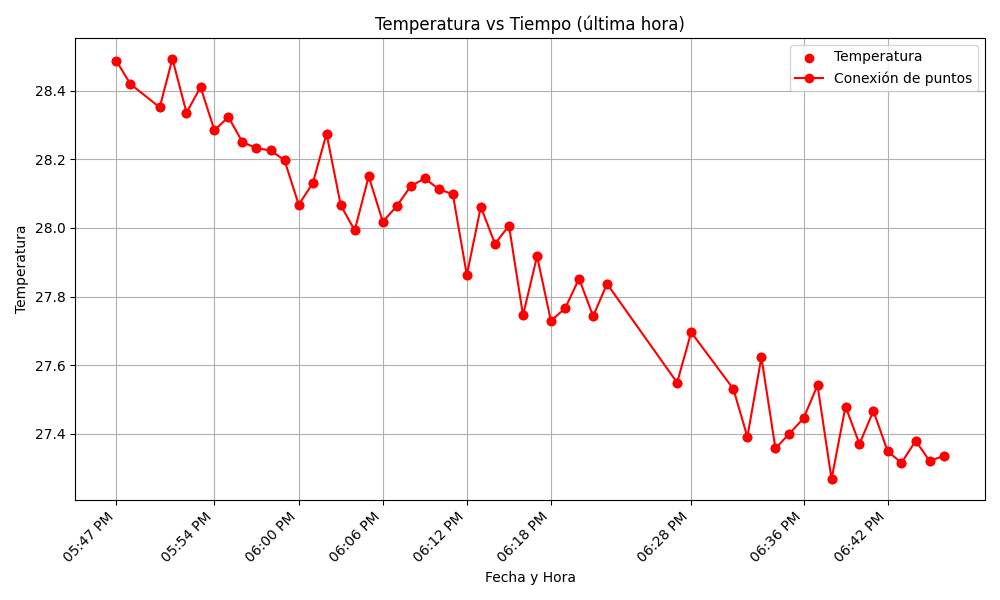 Temperatura vs Tiempo (última hora)
Temperatura
Conexión de puntos
Temperatura
28.4
28.2
28.0
27.8
27.6
27.4
05:47 PM
05:54 PM
06:00 PM
06:06 PM
06:12 PM
06:18 PM
06:28 PM
06:36 PM
06:42 PM
Fecha y Hora